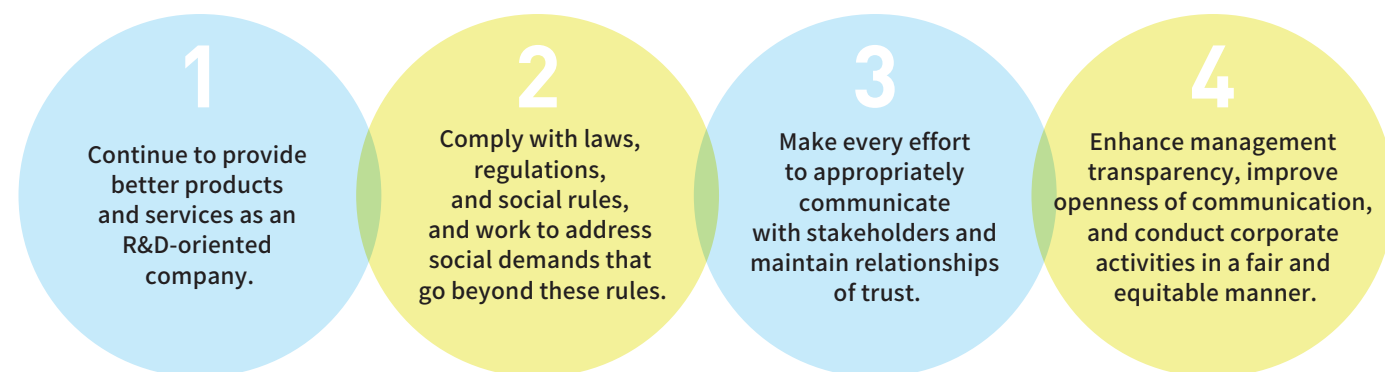 1
Continue to provide
better products
and services as an
R&D-oriented
company.
2
Comply with laws,
regulations,
and social rules,
and work to address
social demands that
go beyond these rules.
3
Make every effort
to appropriately
communicate
with stakeholders and
maintain relationships
of trust.
4
Enhance management
transparency, improve
openness of communication,
and conduct corporate
activities in a fair and
equitable manner.